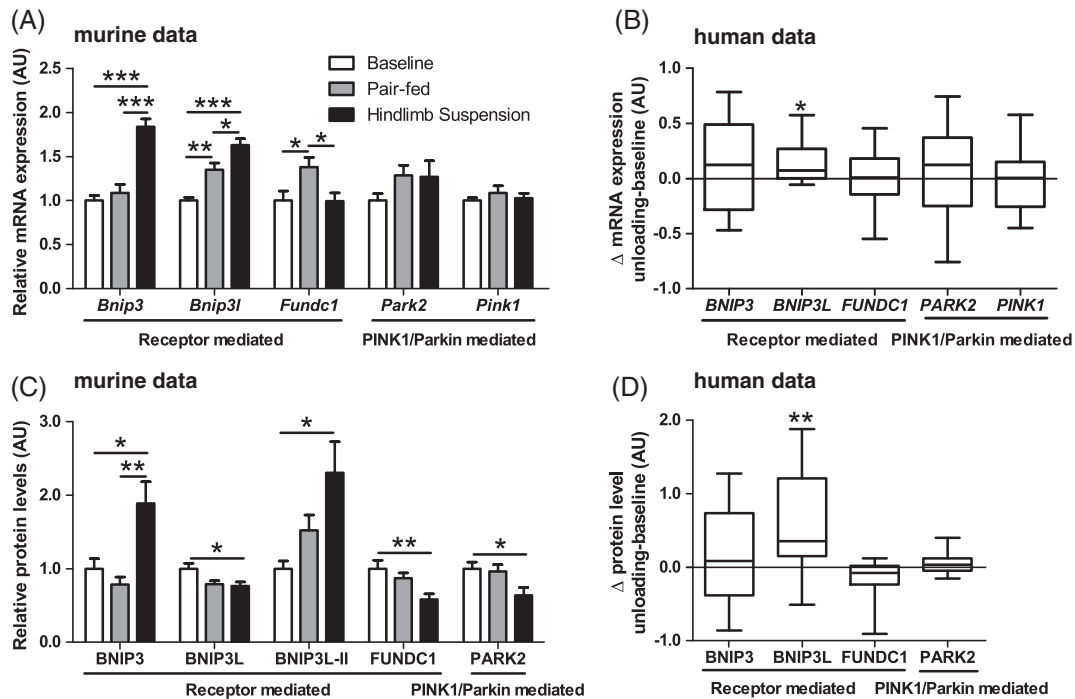 (A) murine data
Relative mRNA expression (AU)
2.5
2.0
1.5
1.0
0.5
0.0
Baseline
Pair-fed
Hindlimb Suspension
*** *** ** *** * * *
Bnip3 Bnip3l Fundc1 Park2 Pink1
Receptor mediated PINK1/Parkin mediated
(B) human data
Δ mRNA expression
unloading-baseline (AU)
1.0
0.5
0.0
-0.5
-1.0
*
BNIP3 BNIP3L FUNDC1 PARK2 PINK1
Receptor mediated PINK1/Parkin mediated
(C) murine data
Relative protein levels (AU)
3.0
2.0
1.0
0.0
* ** * * ** *
BNIP3 BNIP3L BNIP3L-II FUNDC1 PARK2
Receptor mediated PINK1/Parkin mediated
(D) human data
Δ protein level
unloading-baseline (AU)
2.0
1.0
0.0
-1.0
**
BNIP3 BNIP3L FUNDC1 PARK2
Receptor mediated PINK1/Parkin mediated